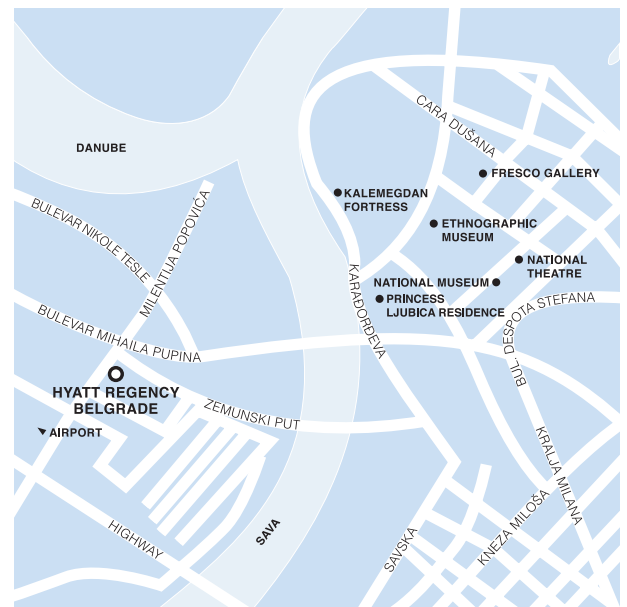 CARA DUŠANA
DANUBE
FRESCO GALLERY
KALEMEGDAN
FORTRESS
BULEVAR NIKOLE TESLE
MILENTIJA POPOVIĆA
ETHNOGRAPHIC
MUSEUM
NATIONAL
THEATRE
KARAĐORĐEVA
NATIONAL MUSEUM
PRINCESS
LJUBICA RESIDENCE
BULEVAR MIHAILA PUPINA
BUL. DESPOTA STEFANA
HYATT REGENCY
BELGRADE
ZEMUNSKI PUT
AIRPORT
KRALJA MILANA
HIGHWAY
SAVA
SAVSKA
KNEZA MILOŠA